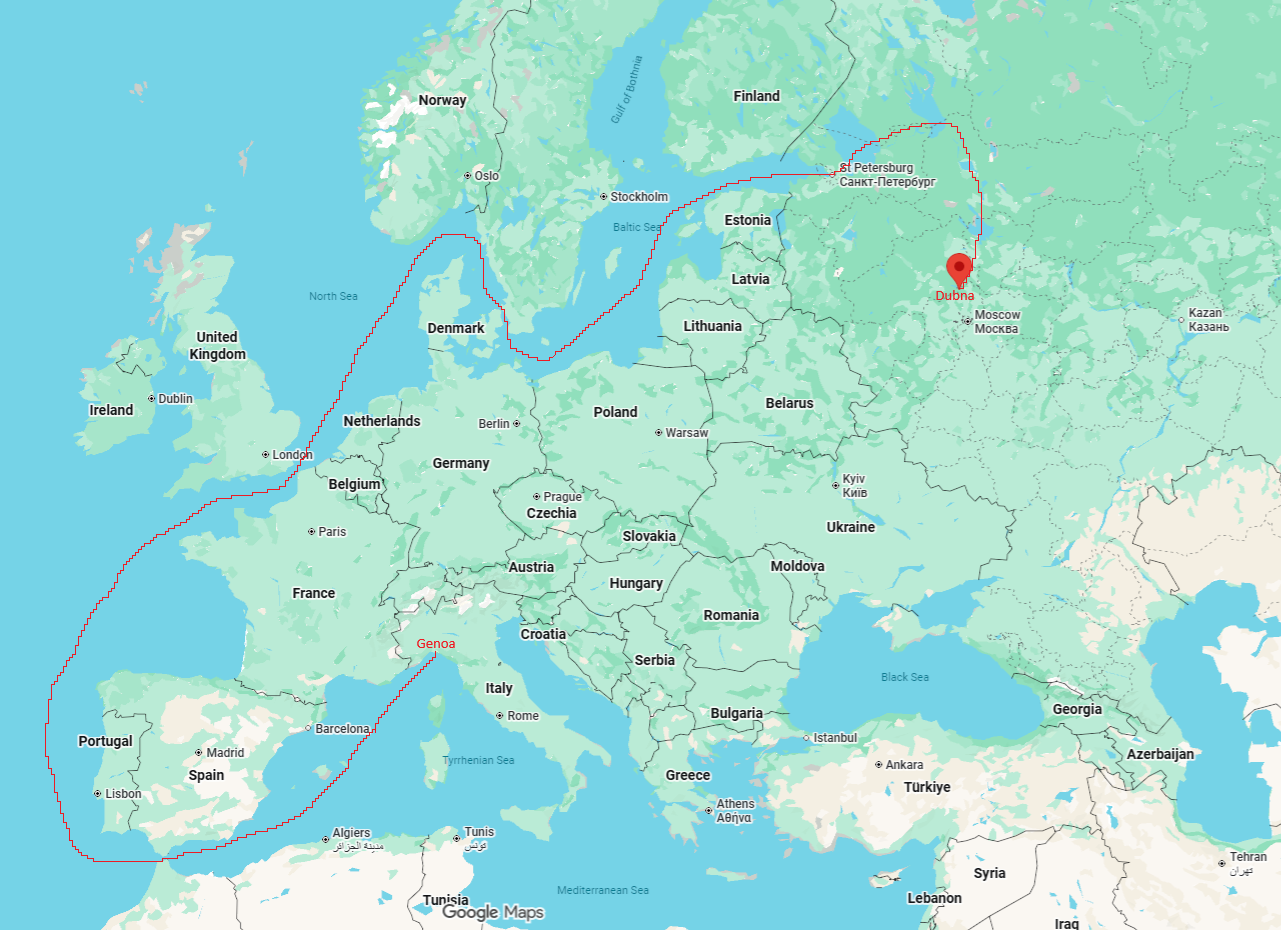 Norway
Finland
Gulf of Bothnia
Oslo
St Petersburg
Санкт-Петербург
Stockholm
Baltic Sea
Estonia
North Sea
Latvia
Dubna
Moscow
Москва
Kazan
Казань
Denmark
Lithuania
United
Kingdom
Ireland
Dublin
Netherlands
Berlin
Poland
Warsaw
Belarus
London
Germany
Belgium
Kyiv
Київ
Prague
Czechia
Paris
Slovakia
Ukraine
Austria
Moldova
Hungary
France
Romania
Croatia
Genoa
Serbia
Black Sea
Italy
Rome
Bulgaria
Georgia
Barcelona
Istanbul
Portugal
Madrid
Spain
Tyrrhenian Sea
Greece
Ankara
Türkiye
Azerbaijan
Lisbon
Athens
Αθήνα
Algiers
مدينة الجزائر
Tunis
تونس
Tehran
تهران
Syria
Mediterranean Sea
Lebanon
Tunisia
Google Maps
Iraq